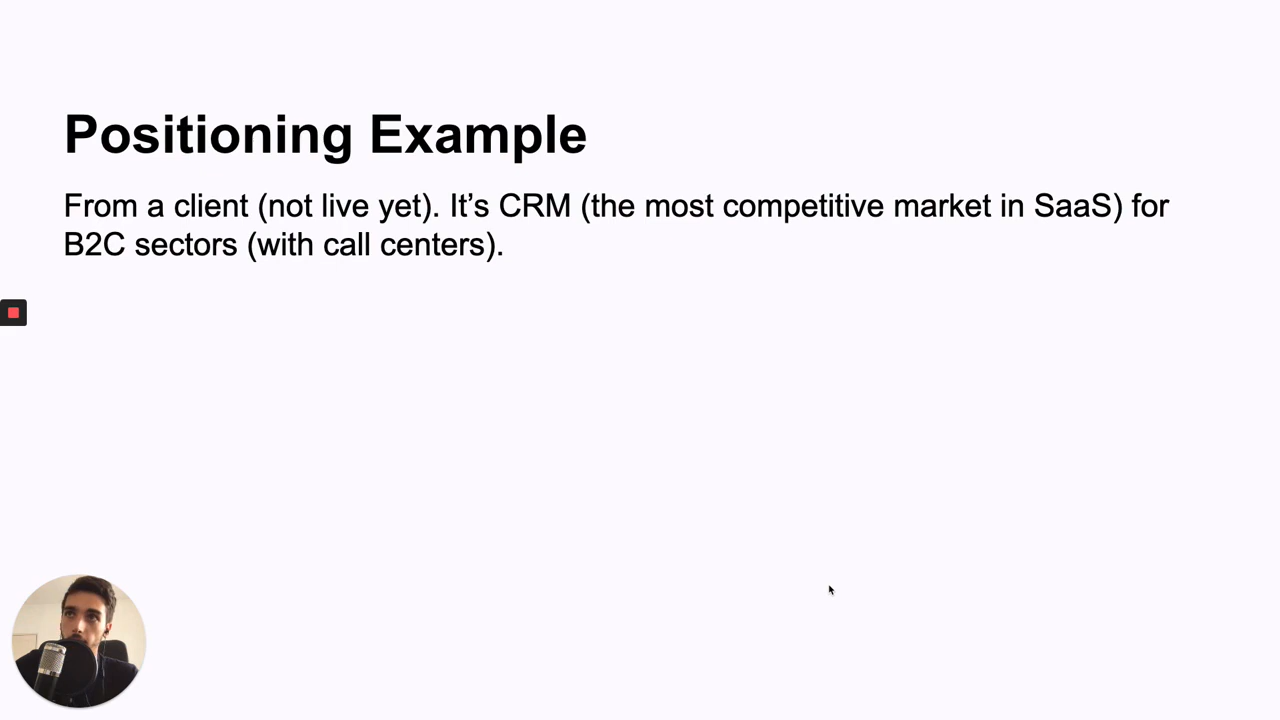 Positioning Example
From a client (not live yet). It’s CRM (the most competitive market in SaaS) for
B2C sectors (with call centers).